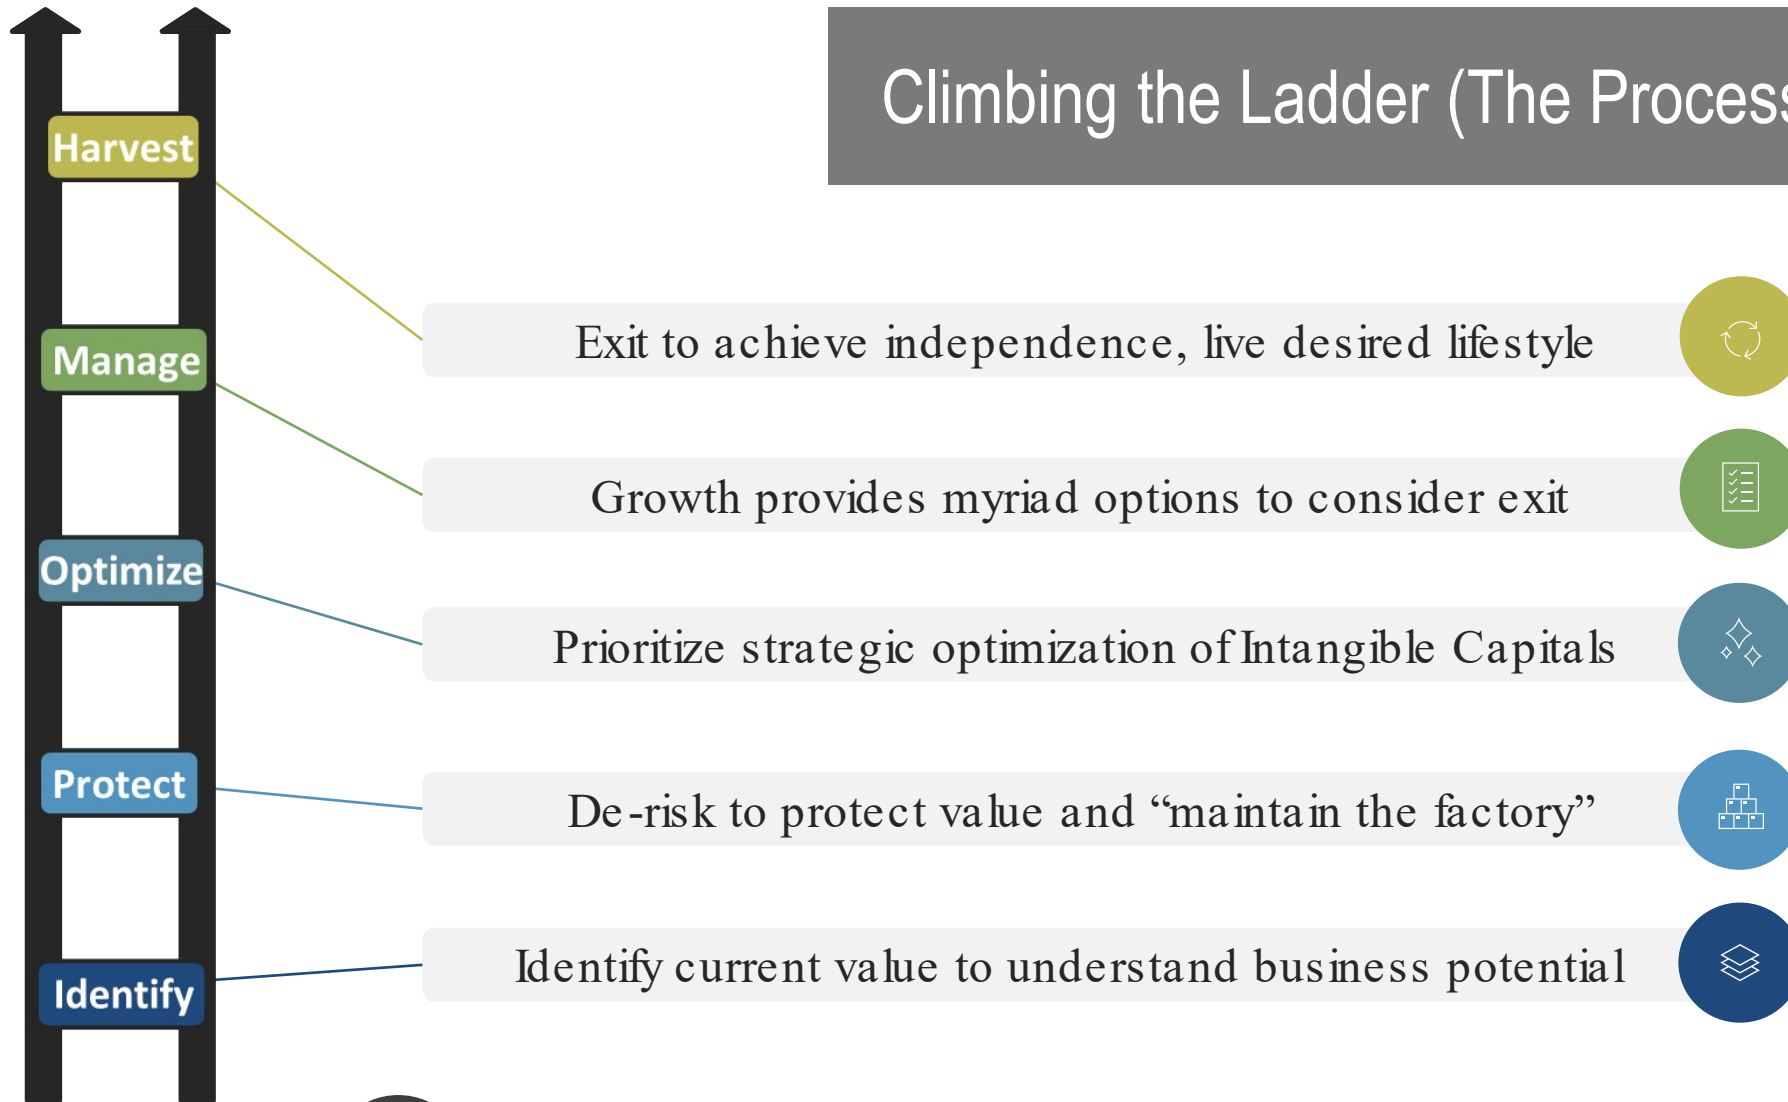 Climbing the Ladder (The Process
Harvest
Exit to achieve independence, live desired lifestyle
Manage
Growth provides myriad options to consider exit
Optimize
Prioritize strategic optimization of Intangible Capitals
Protect
De-risk to protect value and “maintain the factory”
Identify
Identify current value to understand business potential